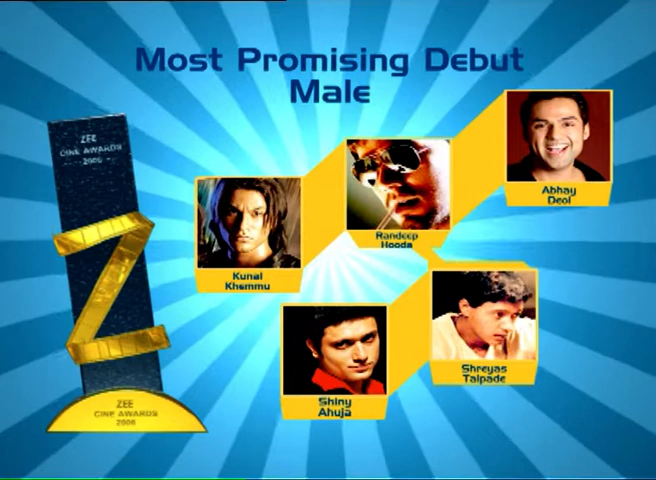 Most Promising Debut
Male
ZEE
CINE AWARDS
2006
Abhay
Deol
Randeep
Hooda
Kunal
Khemmu
Shreyas
Talpade
Shiny
Ahuja
ZEE
CINE AWARDS
2006